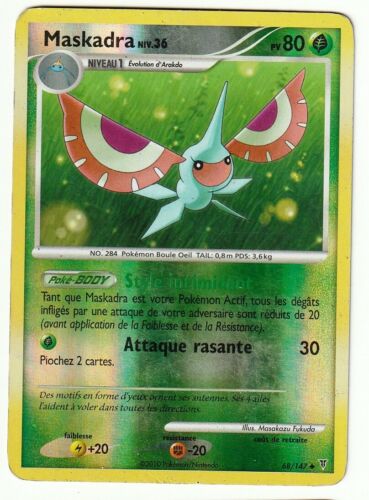 Maskadra NIV.36 PV 80
NIVEAU 1 Évolution d'Arakdo
NO. 284 Pokémon Boule Oeil TAIL: 0,8m PDS: 3,6kg
Poké-BODY Style intimidant
Tant que Maskadra est votre Pokémon Actif, tous les dégâts
infligés par une attaque de votre adversaire sont réduits de 20
(avant application de la Faiblesse et de la Résistance).
Attaque rasante 30
Piochez 2 cartes.
Des motifs en forme d'yeux ornent ses antennes. Ses 4 ailes
l'aident à voler dans toutes les directions.
Illus. Masakazu Fukuda
faiblesse résistance coût de retraite
+20 -20
©2010 Pokémon/Nintendo 68/147